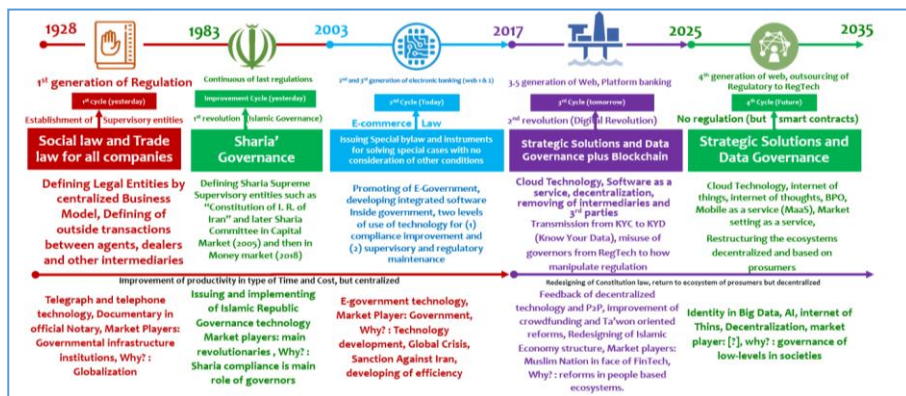 1928
1983
2003
2017
2025
2035
1st generation of Regulation
1st Cycle (yesterday)
Establishment of Supervisory entities
Social law and Trade
law for all companies
Defining Legal Entities by
centralized Business
Model, Defining of
outside transactions
between agents, dealers
and other intermediaries
Continuous of last regulations
Improvement Cycle (yesterday)
1st revolution (Islamic Governance)
Sharia'
Governance
Defining Sharia Supreme
Supervisory entities such as
"Constitution of I. R. of
Iran" and later Sharia
Committee in Capital
Market (2005) and then in
Money market (2018)
2nd and 3rd generation of electronic banking (web 1 & 2)
2nd Cycle (Today)
E-commerce Law
Issuing Special bylaw and instruments
for solving special cases with no
consideration of other conditions
Promoting of E-Government,
developing integrated software
Inside government, two levels
of use of technology for (1)
compliance improvement and
(2) supervisory and regulatory
maintenance
3.5 generation of Web, Platform banking
3rd Cycle (tomorrow)
2nd revolution (Digital Revolution)
Strategic Solutions and Data
Governance plus Blockchain
Cloud Technology, Software as a
service, decentralization,
removing of intermediaries and
3rd parties
Transmission from KYC to KYD
(Know Your Data), misuse of
governors from RegTech to how
manipulate regulation
4th generation of web, outsourcing of
Regulatory to RegTech
4th Cycle (Future)
No regulation (but smart contracts)
Strategic Solutions and
Data Governance
Cloud Technology, internet of
things, internet of thoughts, BPO,
Mobile as a service (MaaS), Market
setting as a service,
Restructuring the ecosystems
decentralized and based on
prosumers
Improvement of productivity in type of Time and Cost, but centralized
Redesigning of Constitution law, return to ecosystem of prosumers but decentralized
Telegraph and telephone
technology, Documentary in
official Notary, Market Players:
Governmental infrastructure
institutions, Why? :
Globalization
Issuing and implementing
of Islamic Republic
Governance technology
Market players: main
revolutionaries , Why? :
Sharia compliance is main
role of governors
E-government technology,
Market Player: Government,
Why? : Technology
development, Global Crisis,
Sanction Against Iran,
developing of efficiency
Feedback of decentralized
technology and P2P, improvement of
crowdfunding and Ta'won oriented
reforms, Redesigning of Islamic
Economy structure, Market players:
Muslim Nation in face of FinTech,
Why? : reforms in people based
ecosystems.
Identity in Big Data, AI, internet
of Thins, Decentralization, market
player: [?], why? : governance of
low-levels in societies